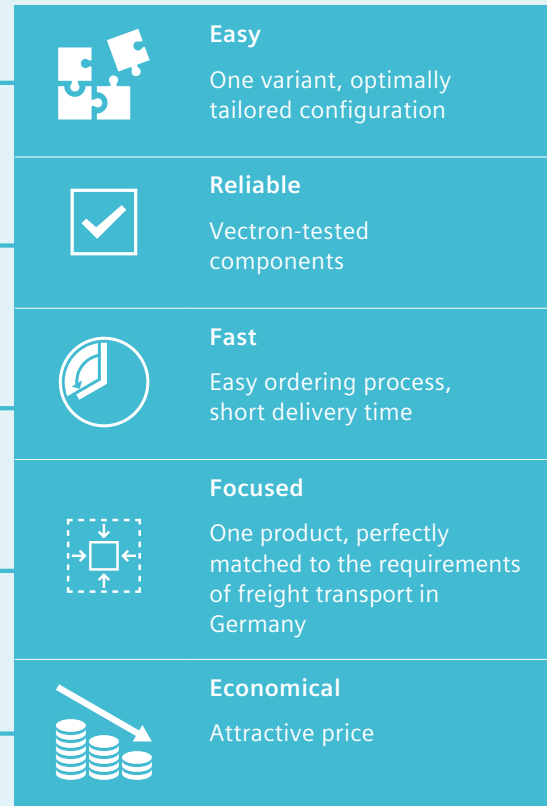 Easy
One variant, optimally
tailored configuration
Reliable
Vectron-tested
components
Fast
Easy ordering process,
short delivery time
Focused
One product, perfectly
matched to the requirements
of freight transport in
Germany
Economical
Attractive price